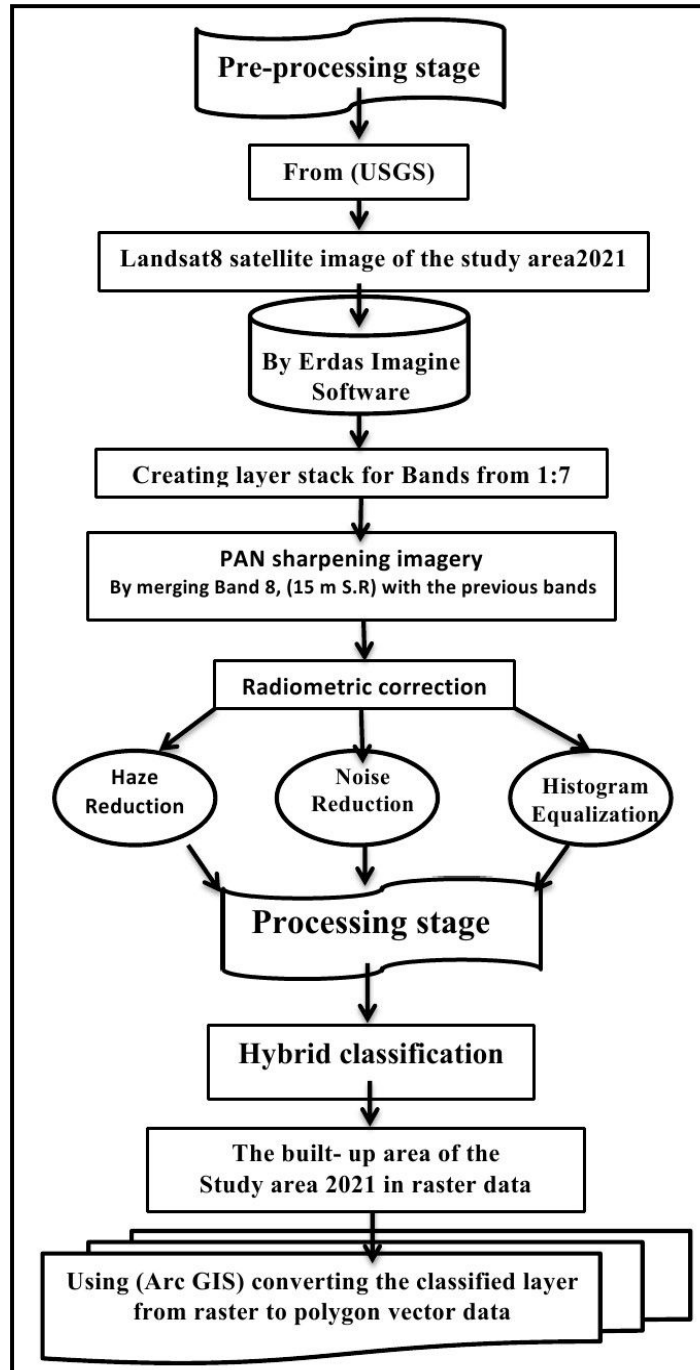 Pre-processing stage
From (USGS)
Landsat8 satellite image of the study area2021
By Erdas Imagine
Software
Creating layer stack for Bands from 1:7
PAN sharpening imagery
By merging Band 8, (15 m S.R) with the previous bands
Radiometric correction
Haze
Reduction
Noise
Reduction
Histogram
Equalization
Processing stage
Hybrid classification
The built- up area of the
Study area 2021 in raster data
Using (Arc GIS) converting the classified layer
from raster to polygon vector data